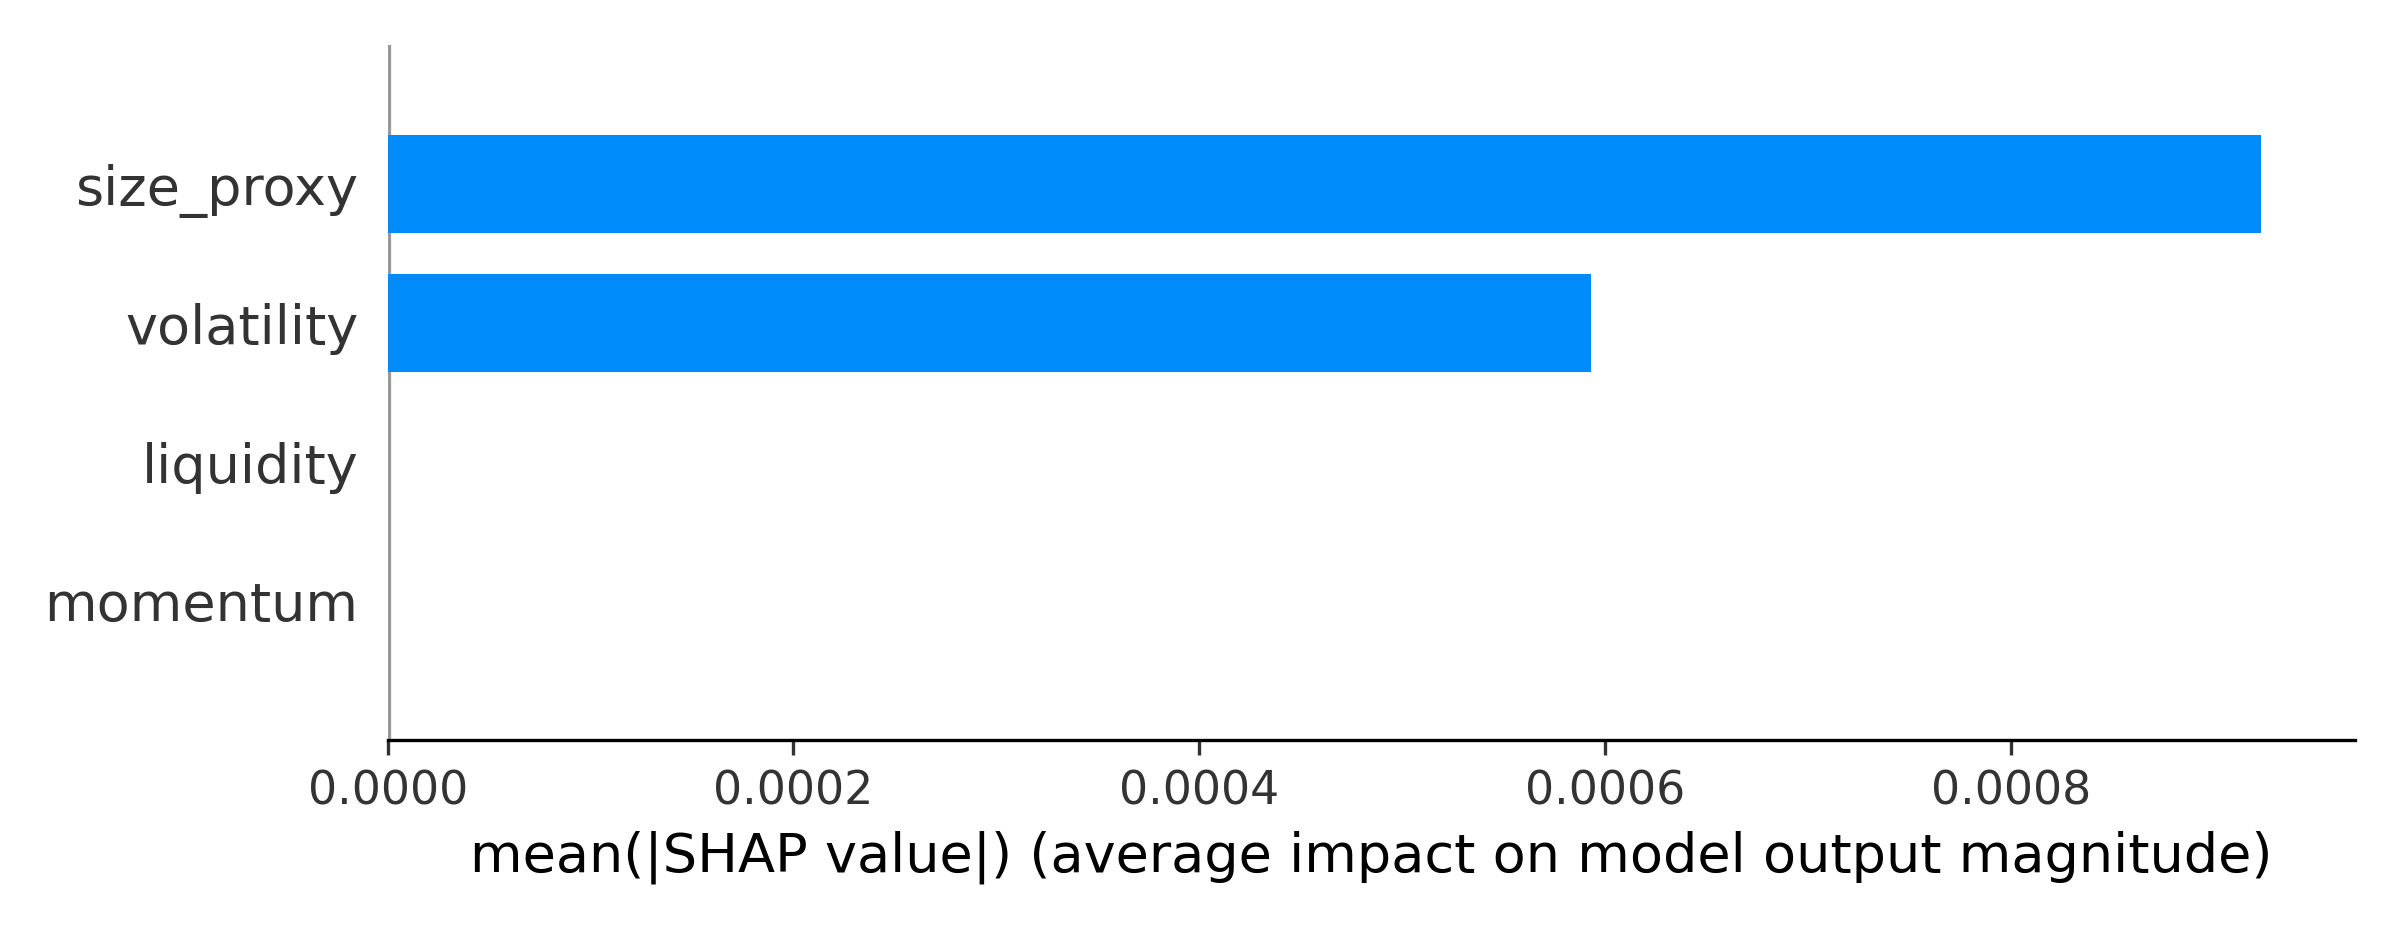 size_proxy
volatility
liquidity
momentum
0.0000 0.0002 0.0004 0.0006 0.0008
mean(|SHAP value|) (average impact on model output magnitude)